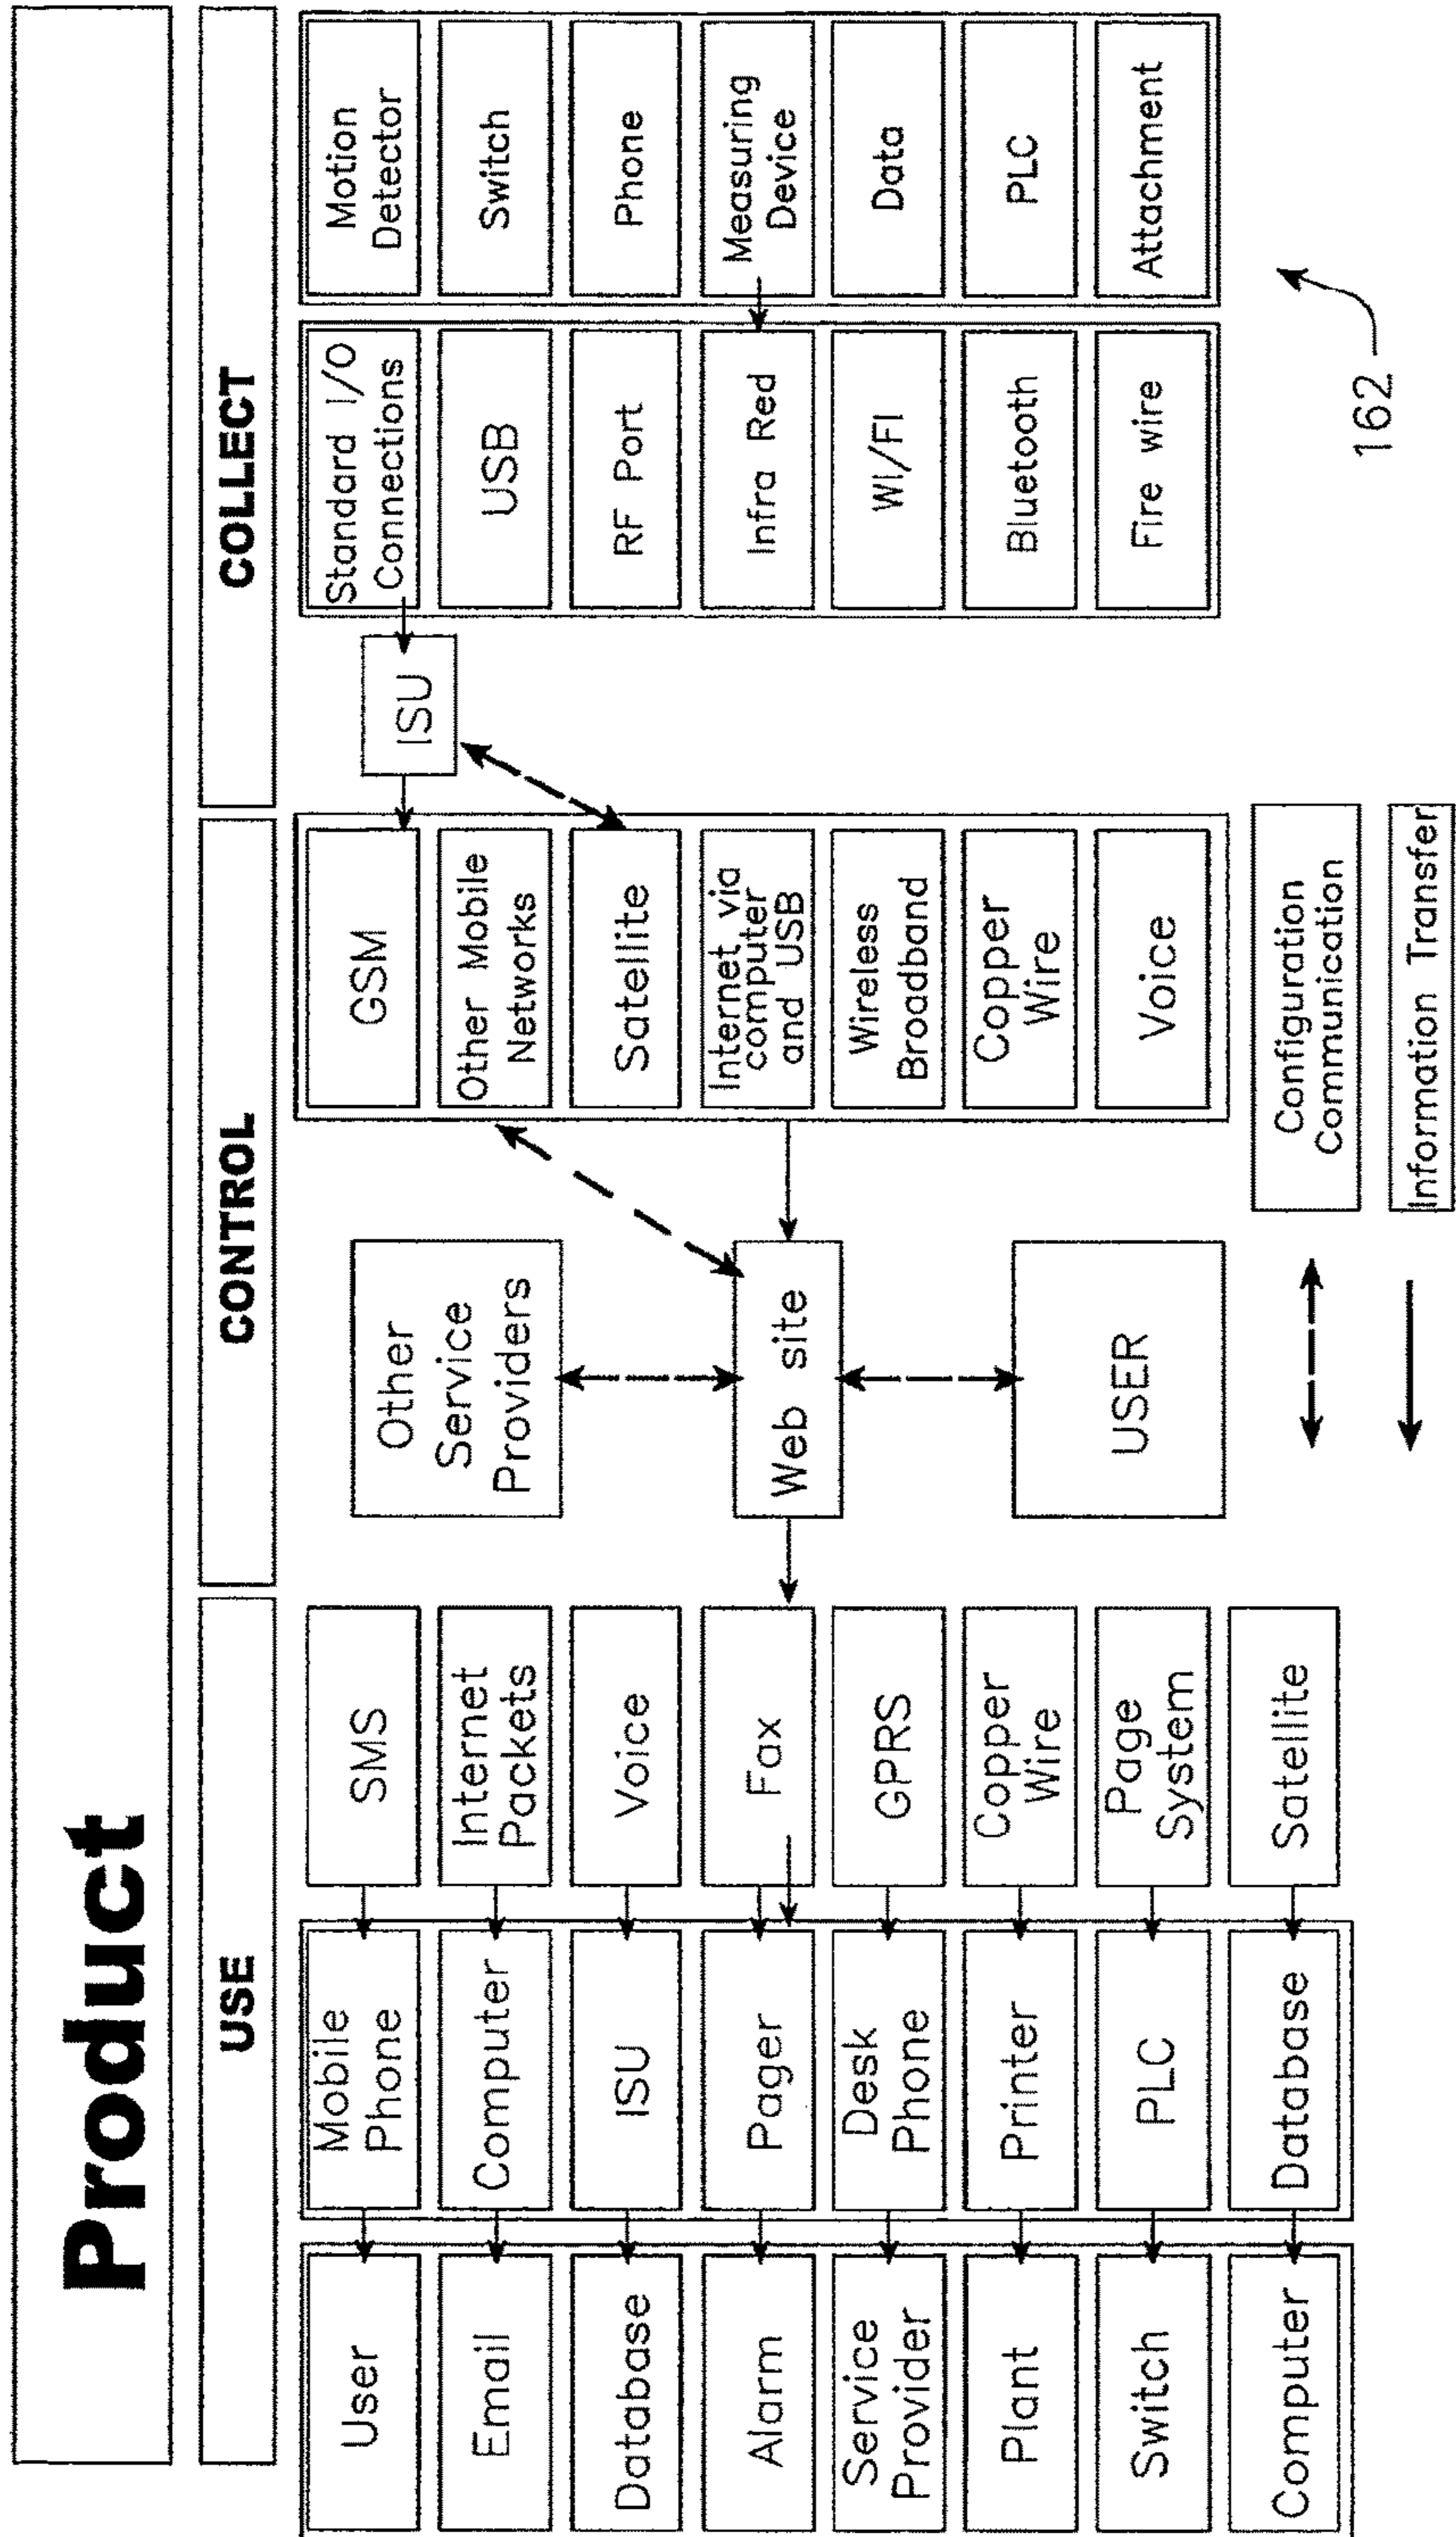 Product
USE
CONTROL
COLLECT
User
Email
Database
Alarm
Service
Provider
Plant
Switch
Computer
Mobile
Phone
Computer
ISU
Pager
Desk
Phone
Printer
PLC
Database
SMS
Internet
Packets
Voice
Fax
GPRS
Copper
Wire
Page
System
Satellite
Other
Service
Providers
Web site
USER
GSM
Other Mobile
Networks
Satellite
Internet via
computer
and USB
Wireless
Broadband
Copper
Wire
Voice
ISU
Standard I/O
Connections
USB
RF Port
Infra Red
WI/FI
Bluetooth
Fire wire
Motion
Detector
Switch
Phone
Measuring
Device
Data
PLC
Attachment
Configuration
Communication
Information Transfer
162